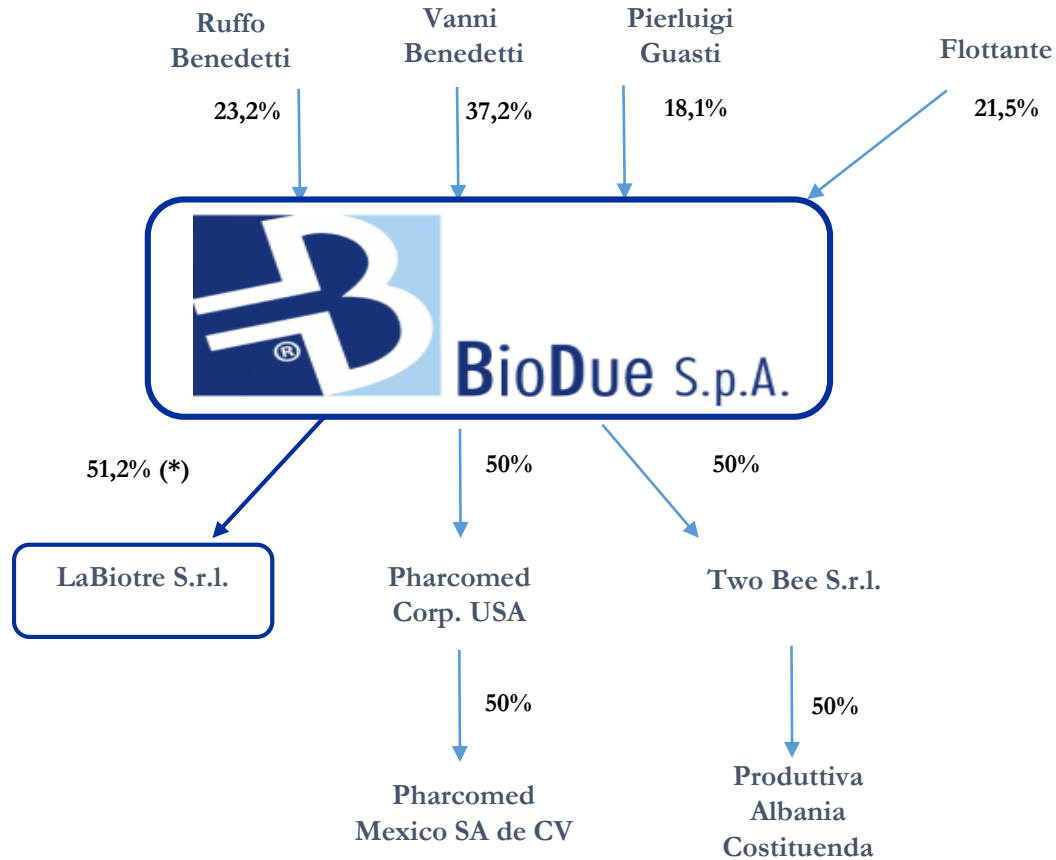 Ruffo
Benedetti
Vanni
Benedetti
Pierluigi
Guasti
Flottante
23,2%
37,2%
18,1%
21,5%
B
®
BioDue S.p.A.
51,2% (*)
50%
50%
LaBiotre S.r.l.
Pharcomed
Corp. USA
Two Bee S.r.l.
50%
50%
Pharcomed
Mexico SA de CV
Produttiva
Albania
Costituenda